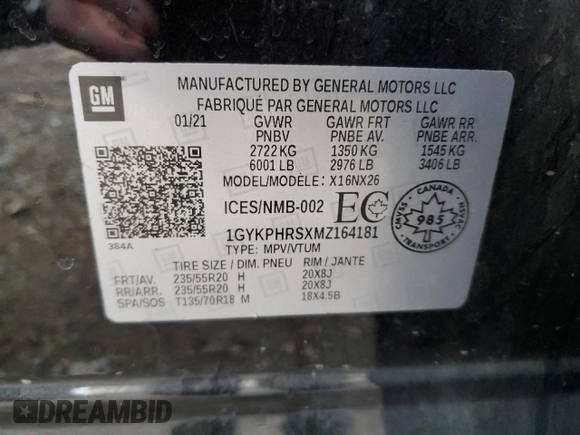 GM
MANUFACTURED BY GENERAL MOTORS LLC
FABRIQUÉ PAR GENERAL MOTORS LLC
01/21 GVWR GAWR FRT GAWR RR
PNBV PNBE AV. PNBE ARR.
2722 KG 1350 KG 1545 KG
6001 LB 2976 LB 3406 LB
MODEL/MODÈLE: X16NX26
ICES/NMB-002 EC
384A
1GYKPHRSXMZ164181
TYPE: MPV/VTUM
CANADA
CMVSS 985 HVAC
TRANSPORT
TIRE SIZE / DIM. PNEU RIM / JANTE
FRT/AV. 235/55R20 H 20X8J
RR/ARR. 235/55R20 H 20X8J
SPA/SOS T135/70R18 M 18X4.5B
DREAMBID